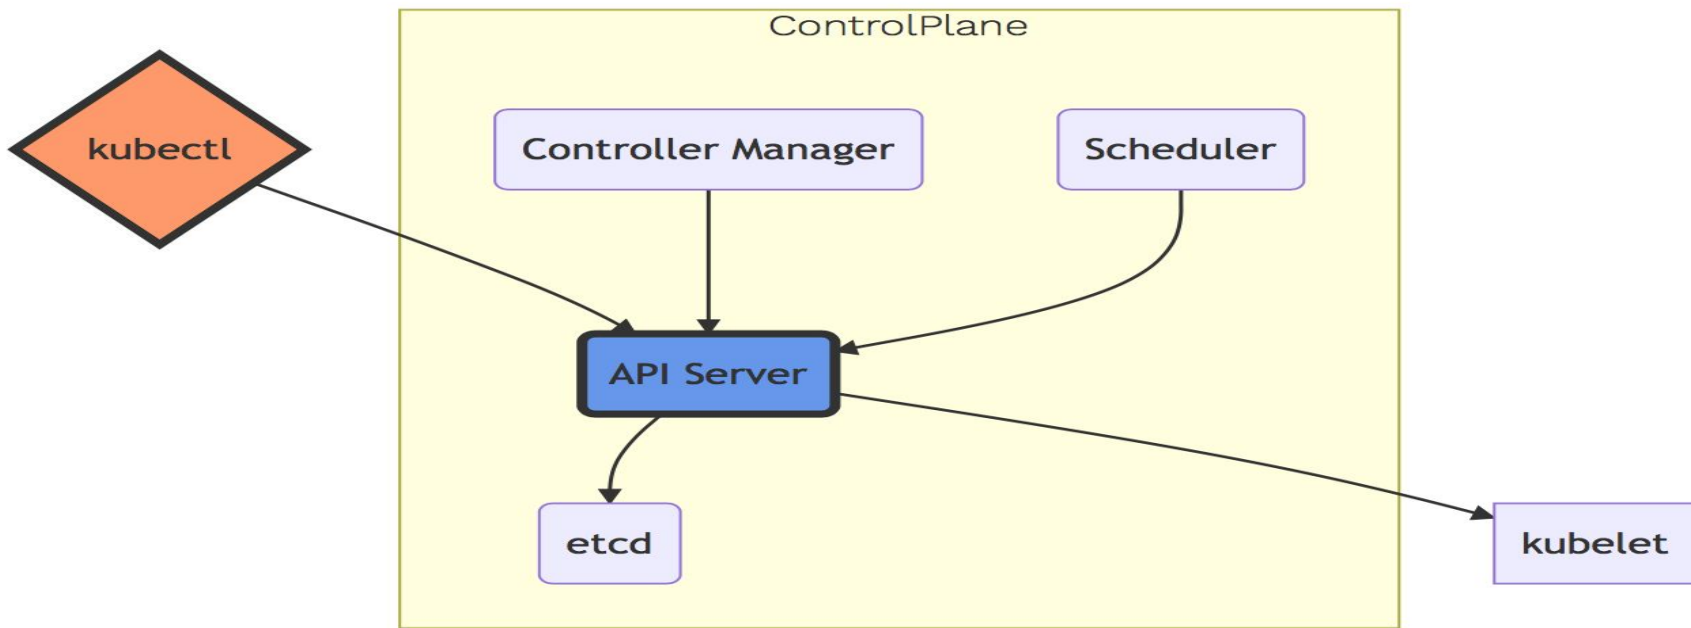 ControlPlane
kubectl
Controller Manager
Scheduler
API Server
etcd
kubelet